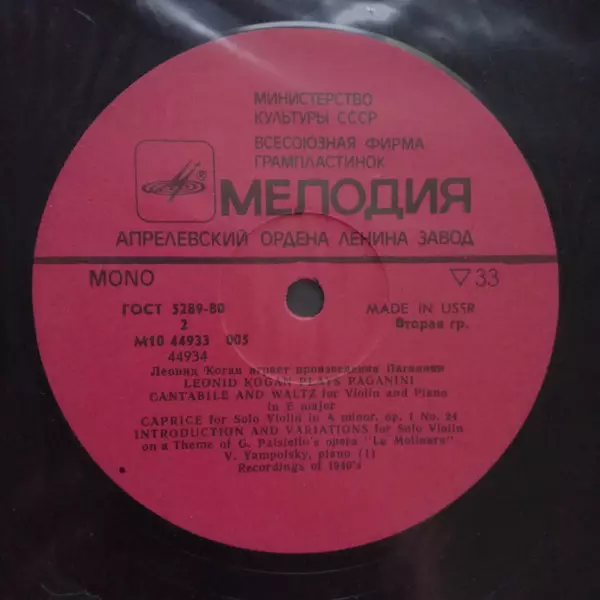 МИНИСТЕРСТВО
КУЛЬТУРЫ СССР
ВСЕСОЮЗНАЯ ФИРМА
ГРАМПЛАСТИНОК
МЕЛОДИЯ
АПРЕЛЕВСКИЙ ОРДЕНА ЛЕНИНА ЗАВОД
MONO ▽ 33
ГОСТ 5289-80 MADE IN USSR
2 Вторая гр.
М10 44933 005
44934
Леонид Коган играет произведения Паганини
LEONID KOGAN PLAYS PAGANINI
CANTABILE AND WALTZ for Violin and Piano
in E major
CAPRICE for Solo Violin in A minor, op. 1 No. 24
INTRODUCTION AND VARIATIONS for Solo Violin
on a Theme of G. Paisiello's opera "La Molinara"
V. Yampolsky, piano (1)
Recordings of 1940's